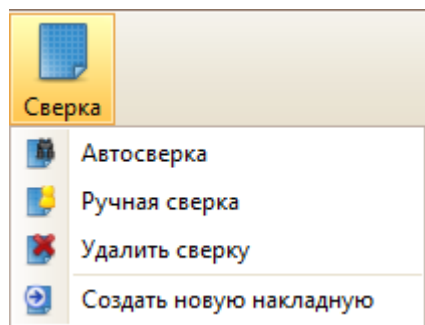 Сверка
Автосверка
Ручная сверка
Удалить сверку
Создать новую накладную